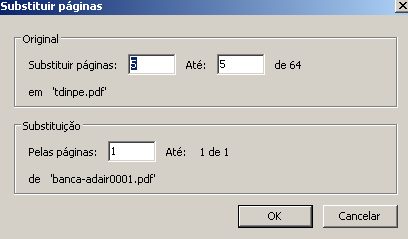 Substituir páginas
Original
Substituir páginas: 5 Até: 5 de 64
em 'tdinpe.pdf'
Substituição
Pelas páginas: 1 Até: 1 de 1
de 'banca-adair0001.pdf'
OK Cancelar